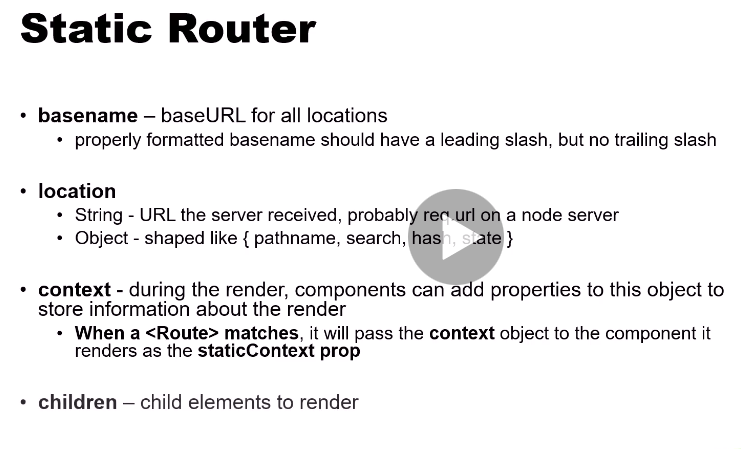 Static Router
• basename – baseURL for all locations
• properly formatted basename should have a leading slash, but no trailing slash
• location
• String - URL the server received, probably req.url on a node server
• Object - shaped like { pathname, search, hash, state }
• context - during the render, components can add properties to this object to
store information about the render
• When a <Route> matches, it will pass the context object to the component it
renders as the staticContext prop
• children – child elements to render